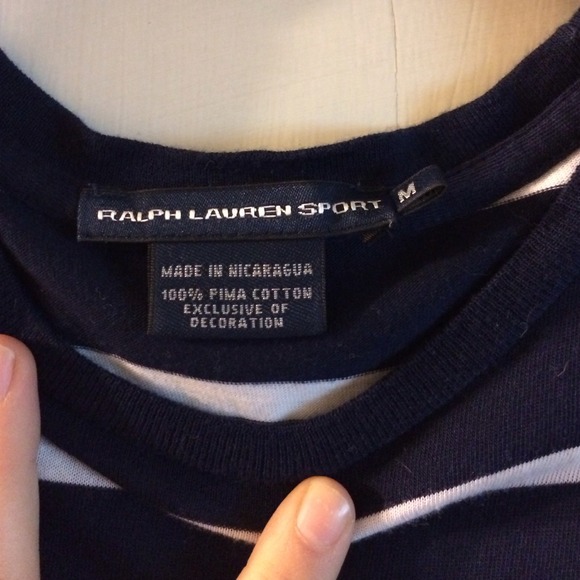 RALPH LAUREN SPORT
M
MADE IN NICARAGUA
100% PIMA COTTON
EXCLUSIVE OF
DECORATION